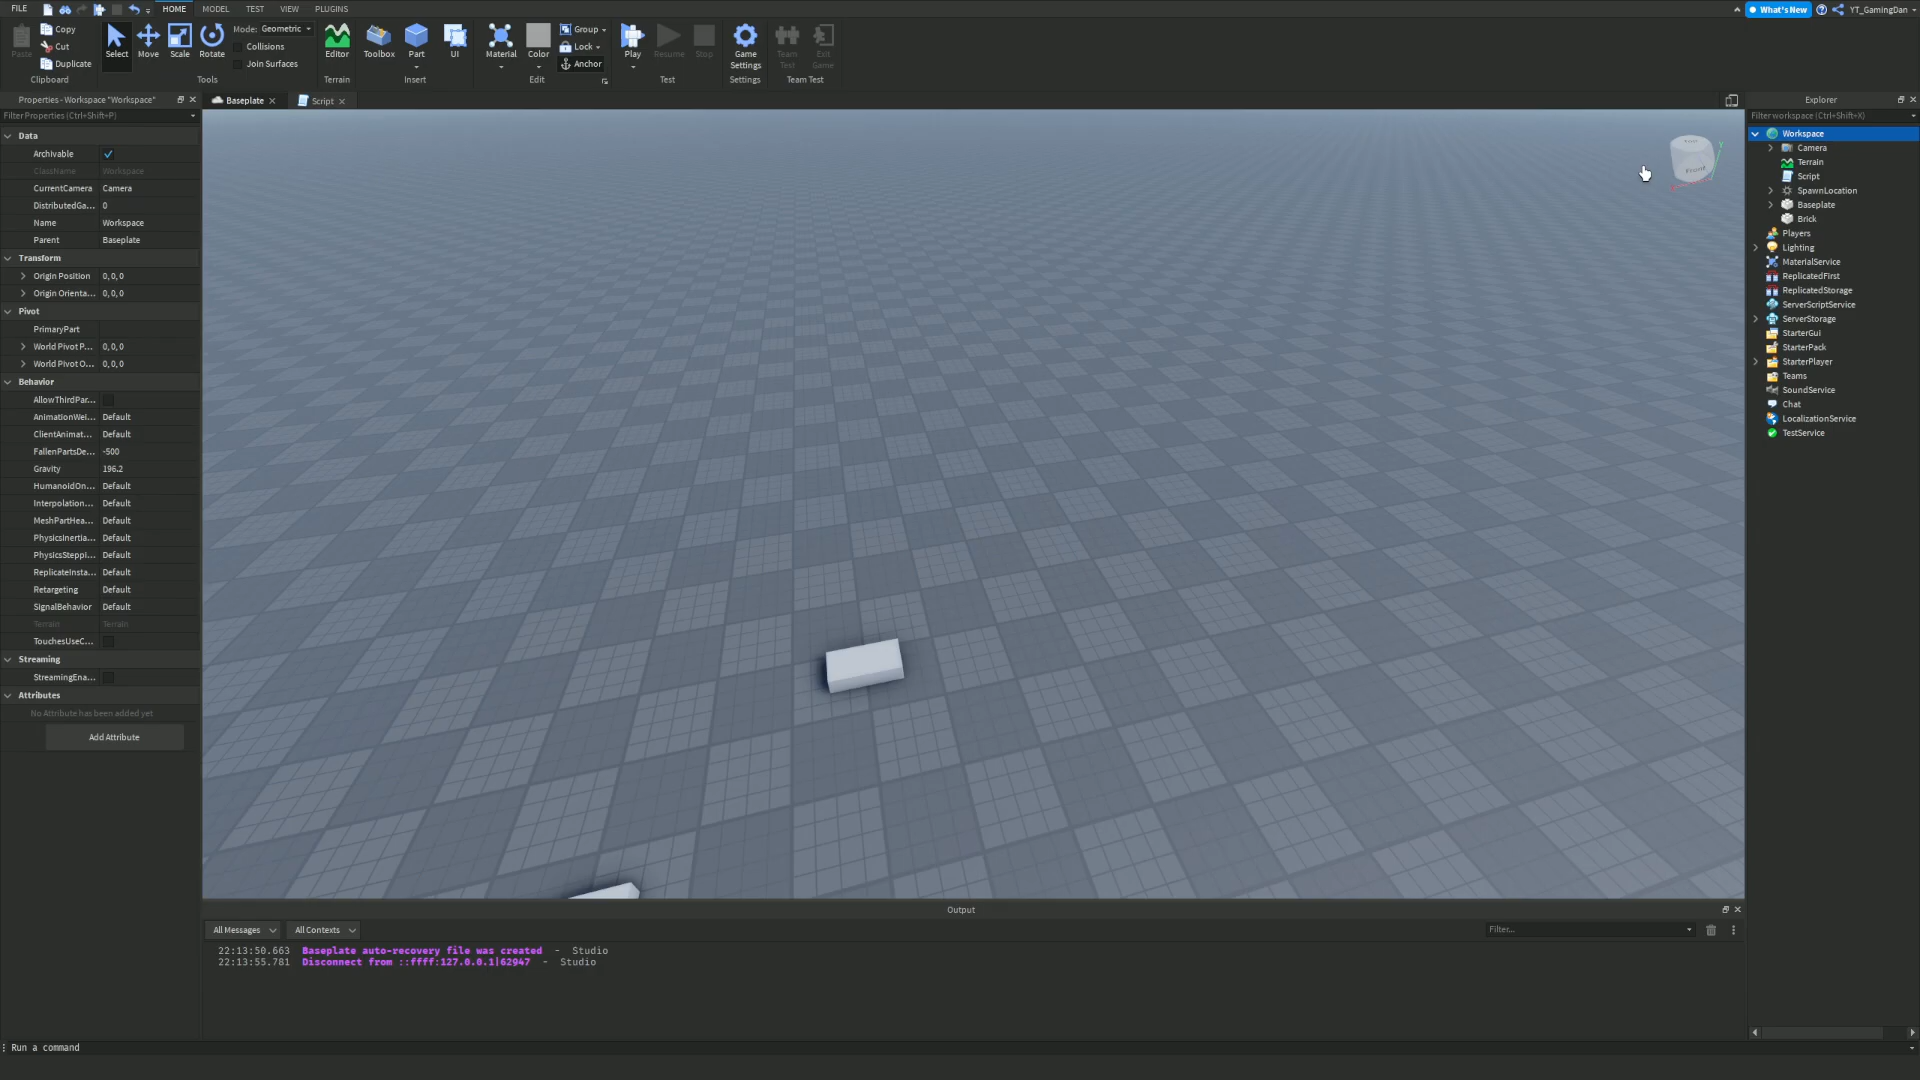 FILE HOME MODEL TEST VIEW PLUGINS
What's New YT_GamingDan
Paste Copy Cut Duplicate
Select Move Scale Rotate
Mode: Geometric
Collisions
Join Surfaces
Editor Toolbox Part UI
Material Color
Group
Lock
Anchor
Play Resume Stop
Game Settings Team Test Exit Game
Clipboard Tools Terrain Insert Edit Test Settings Team Test
Properties - Workspace "Workspace"
Filter Properties (Ctrl+Shift+P)
Data
Archivable
ClassName Workspace
CurrentCamera Camera
DistributedGa... 0
Name Workspace
Parent Baseplate
Transform
Origin Position 0, 0, 0
Origin Orienta... 0, 0, 0
Pivot
PrimaryPart
World Pivot P... 0, 0, 0
World Pivot O... 0, 0, 0
Behavior
AllowThirdPar...
AnimationWei... Default
ClientAnimat... Default
FallenPartsDe... -500
Gravity 196.2
HumanoidOn... Default
Interpolation... Default
MeshPartHea... Default
PhysicsInertia... Default
PhysicsSteppi... Default
ReplicateInsta... Default
Retargeting Default
SignalBehavior Default
Terrain Terrain
TouchesUseC...
Streaming
StreamingEna...
Attributes
No Attribute has been added yet
Add Attribute
Baseplate
Script
Front
Explorer
Filter workspace (Ctrl+Shift+X)
Workspace
Camera
Terrain
Script
SpawnLocation
Baseplate
Brick
Players
Lighting
MaterialService
ReplicatedFirst
ReplicatedStorage
ServerScriptService
ServerStorage
StarterGui
StarterPack
StarterPlayer
Teams
SoundService
Chat
LocalizationService
TestService
Output
All Messages All Contexts Filter...
22:13:50.663 Baseplate auto-recovery file was created - Studio
22:13:55.781 Disconnect from ::ffff:127.0.0.1|62947 - Studio
Run a command